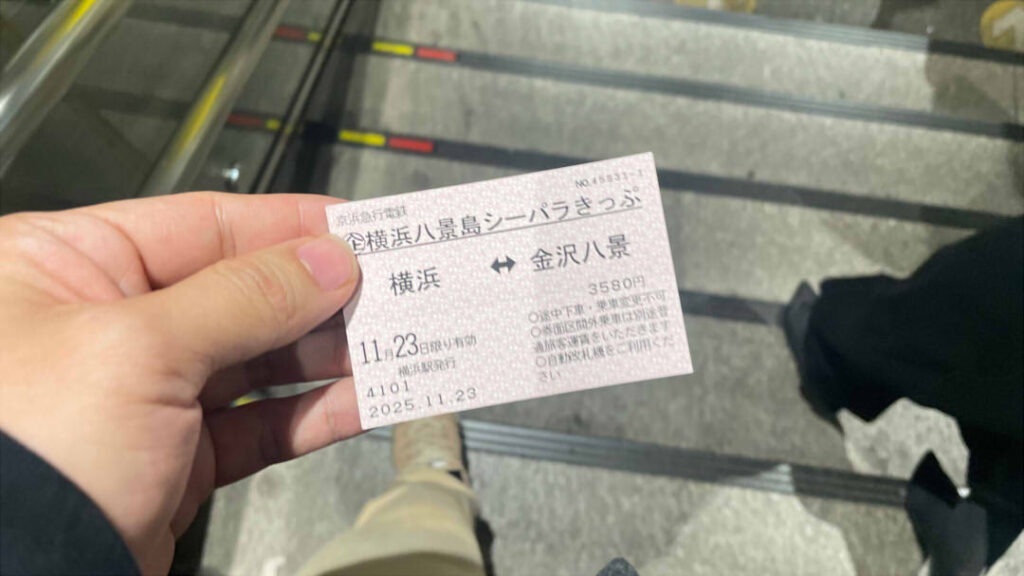 京浜急行電鉄
NO.45531-1
㊭横浜八景島シーパラきっぷ
横浜 ↔ 金沢八景
3580円
11月23日限り有効
横浜駅発行
4101
2025.11.23
○途中下車・乗車変更不可
○券面区間外乗車は別途普
通旅客運賃をいただきます
○自動改札機をご利用くだ
さい